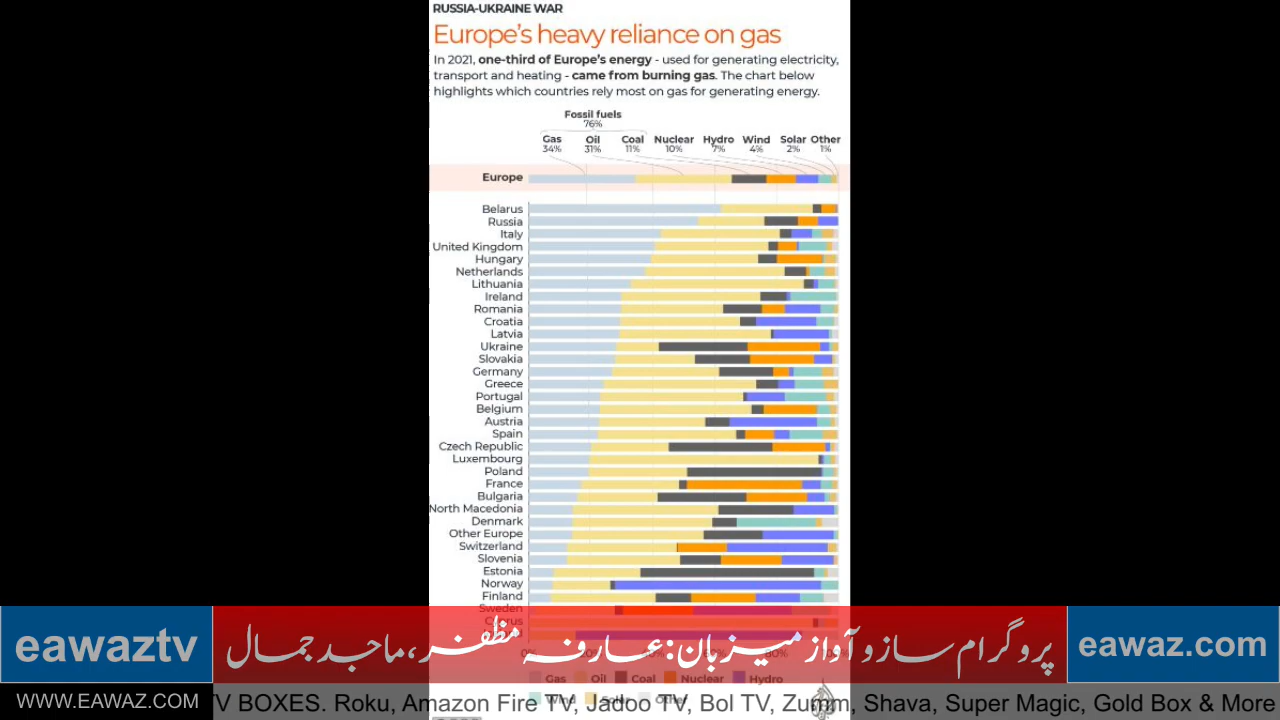 RUSSIA-UKRAINE WAR
Europe's heavy reliance on gas
In 2021, one-third of Europe's energy - used for generating electricity,
transport and heating - came from burning gas. The chart below
highlights which countries rely most on gas for generating energy.
Fossil fuels
76%
Gas Oil Coal Nuclear Hydro Wind Solar Other
34% 31% 11% 10% 7% 4% 2% 1%
Europe
Belarus
Russia
Italy
United Kingdom
Hungary
Netherlands
Lithuania
Ireland
Romania
Croatia
Latvia
Ukraine
Slovakia
Germany
Greece
Portugal
Belgium
Austria
Spain
Czech Republic
Luxembourg
Poland
France
Bulgaria
North Macedonia
Denmark
Other Europe
Switzerland
Slovenia
Estonia
Norway
Finland
Sweden
eawaztv
پروگرام ساز و آواز میزبان: عارفہ مظفر، ماجد جمال
eawaz.com
Gas Oil Coal Nuclear Hydro
Wind Solar Other
WWW.EAWAZ.COM
TV BOXES. Roku, Amazon Fire TV, Jadoo TV, Bol TV, Zumm, Shava, Super Magic, Gold Box & More